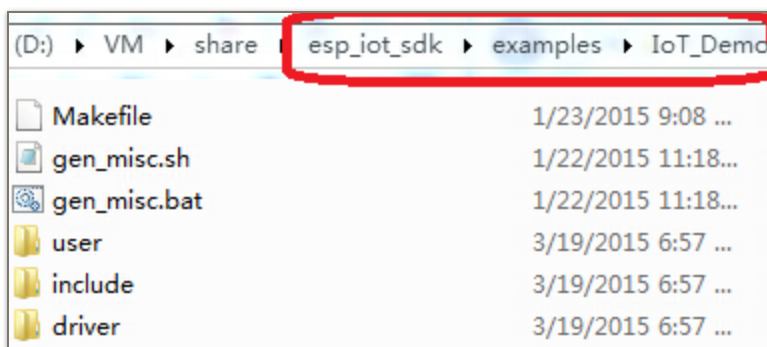 (D:) ▸ VM ▸ share ▸ esp_iot_sdk ▸ examples ▸ IoT_Demo
Makefile 1/23/2015 9:08 ...
gen_misc.sh 1/22/2015 11:18...
gen_misc.bat 1/22/2015 11:18...
user 3/19/2015 6:57 ...
include 3/19/2015 6:57 ...
driver 3/19/2015 6:57 ...